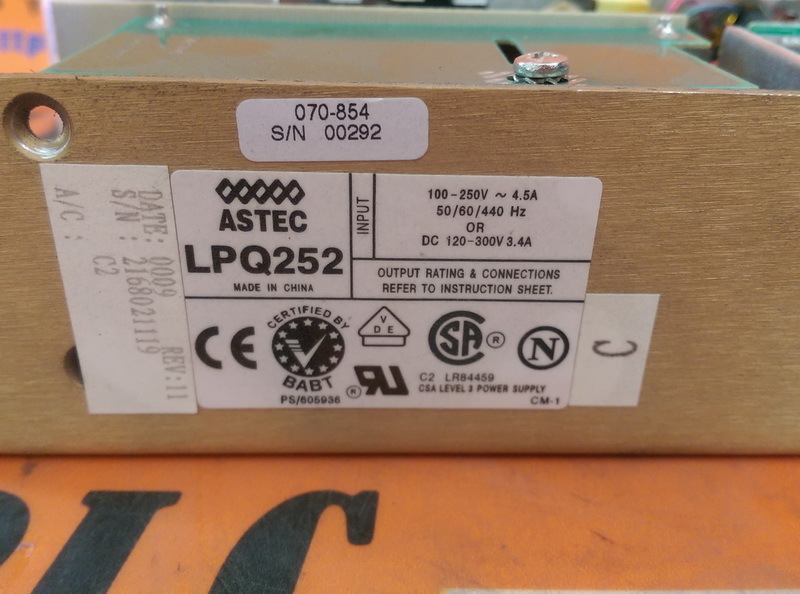 070-854
S/N 00292
ASTEC
LPQ252
MADE IN CHINA
INPUT
100-250V ~ 4.5A
50/60/440 Hz
OR
DC 120-300V 3.4A
OUTPUT RATING & CONNECTIONS
REFER TO INSTRUCTION SHEET.
CE
CERTIFIED BY
BABT
PS/605936
VDE
RU
®
SA
®
N
C2 LR84459
CSA LEVEL 3 POWER SUPPLY
CM-1
DATE: 0009 REV:11
S/N : 2168021119
C2
A/C :
C